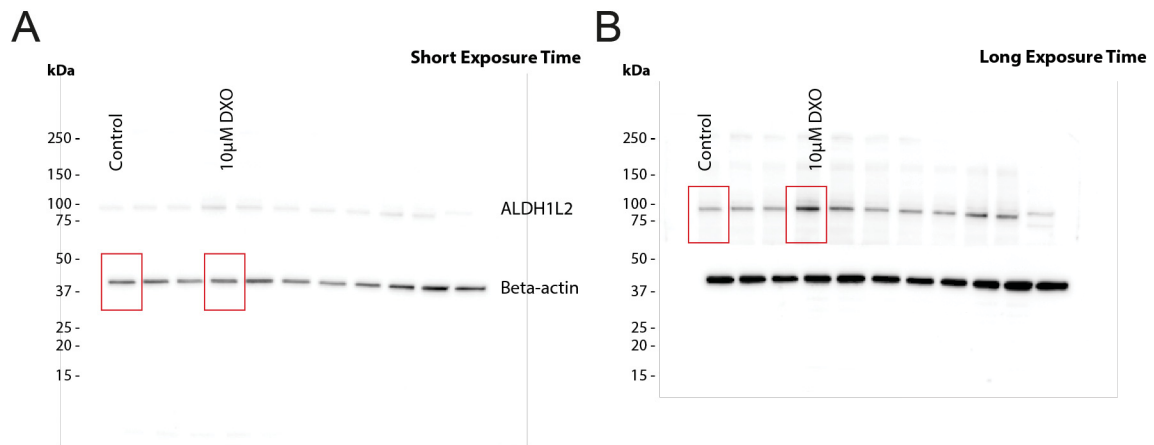 A
Short Exposure Time
kDa
Control
10µM DXO
250 -
150 -
100 -
75 -
50 -
37 -
25 -
20 -
15 -
ALDH1L2
Beta-actin
B
Long Exposure Time
kDa
Control
10µM DXO
250 -
150 -
100 -
75 -
50 -
37 -
25 -
20 -
15 -